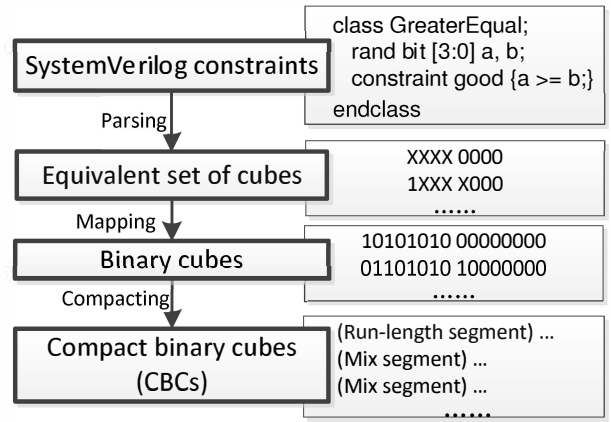 SystemVerilog constraints
class GreaterEqual;
rand bit [3:0] a, b;
constraint good {a >= b;}
endclass
Parsing
Equivalent set of cubes
XXXX 0000
1XXX X000
......
Mapping
Binary cubes
10101010 00000000
01101010 10000000
......
Compacting
Compact binary cubes
(CBCs)
(Run-length segment) ...
(Mix segment) ...
(Mix segment) ...
......